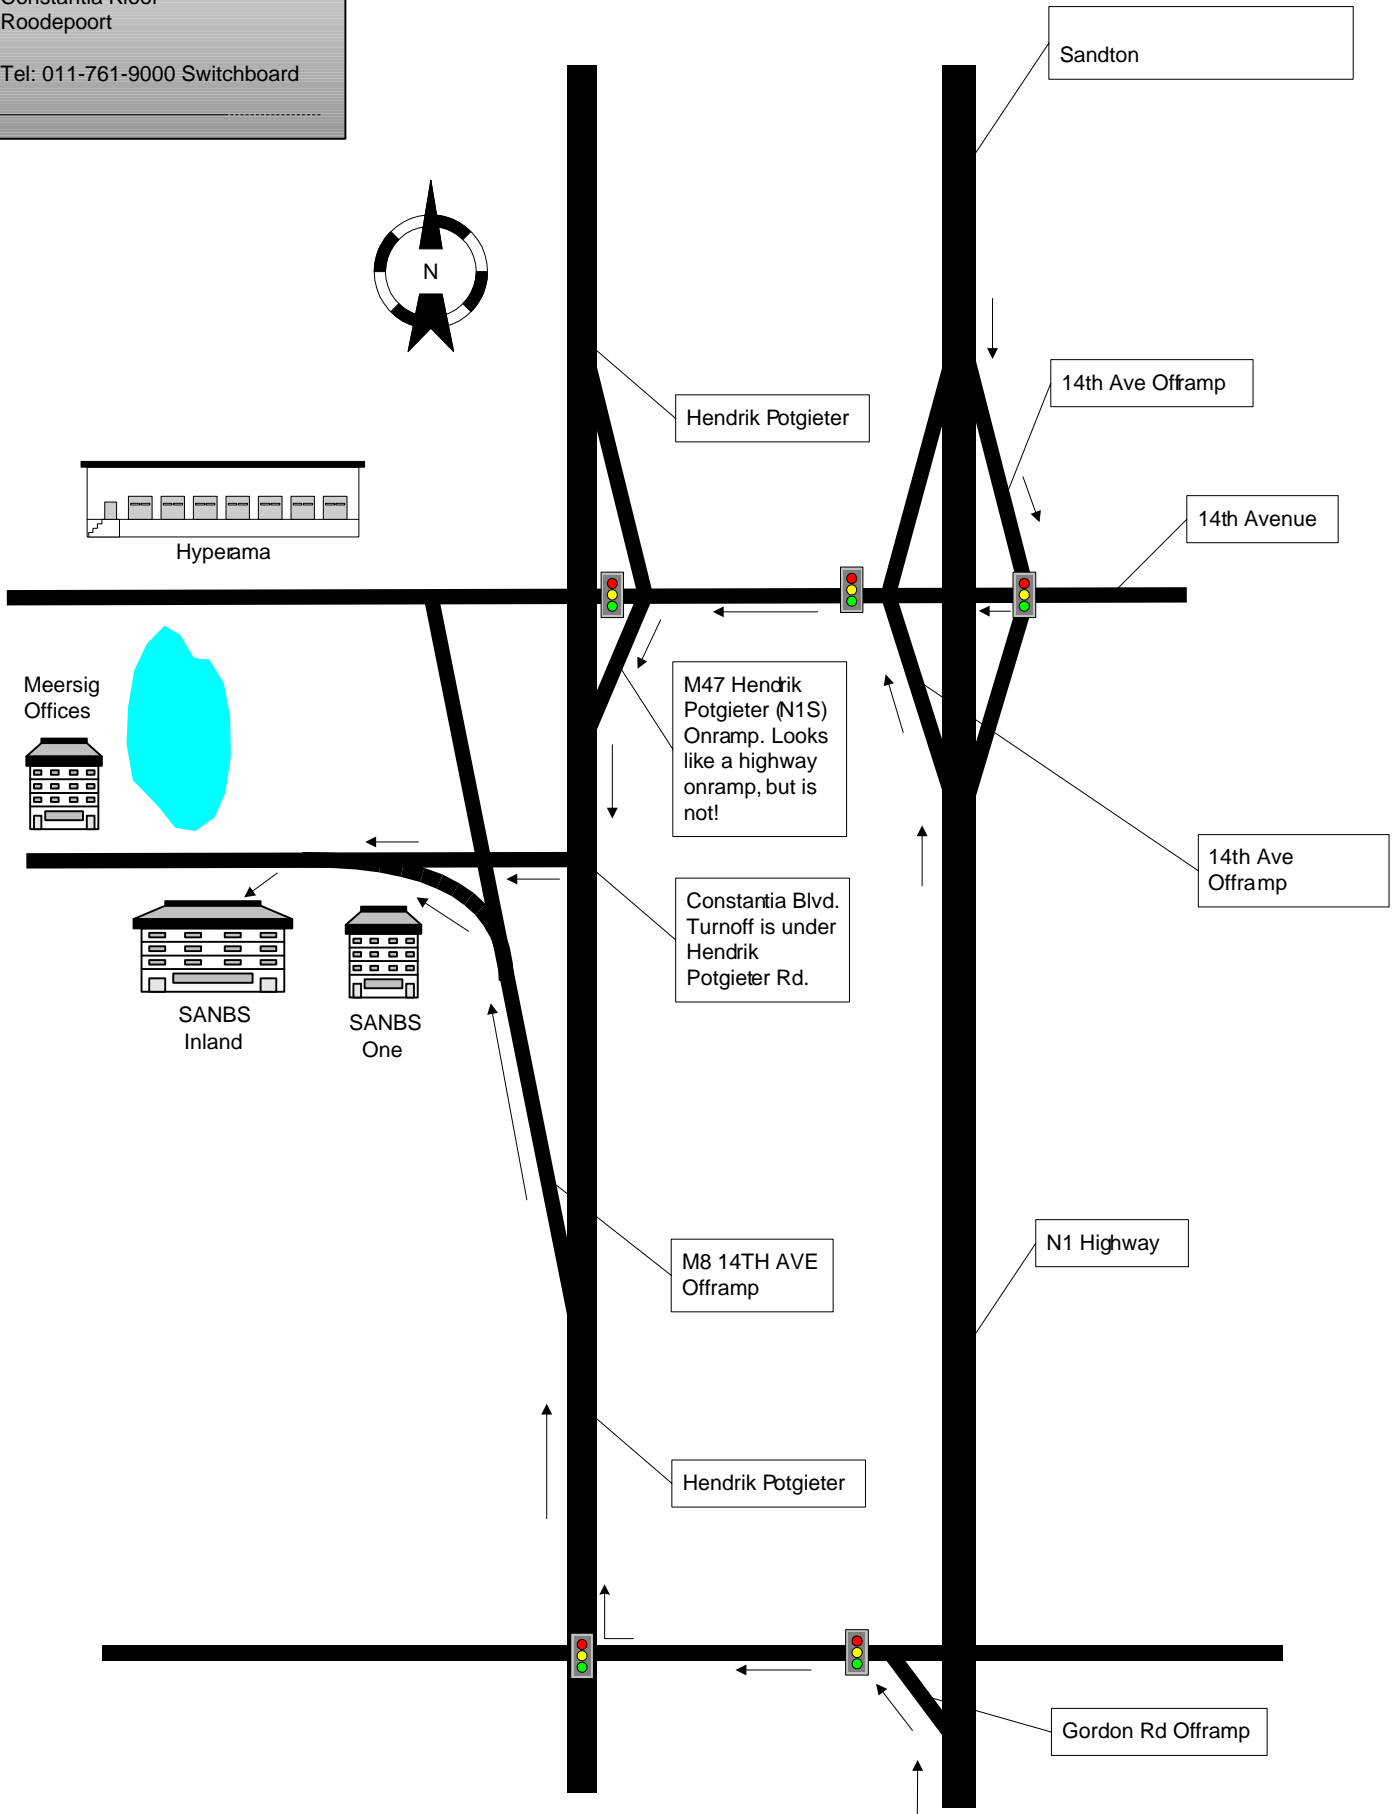 Roodepoort
Tel: 011-761-9000 Switchboard
Sandton
N
14th Ave Offramp
Hendrik Potgieter
14th Avenue
Hyperama
Meersig
Offices
M47 Hendrik
Potgieter (N1S)
Onramp. Looks
like a highway
onramp, but is
not!
14th Ave
Offramp
Constantia Blvd.
Turnoff is under
Hendrik
Potgieter Rd.
SANBS
Inland
SANBS
One
N1 Highway
M8 14TH AVE
Offramp
Hendrik Potgieter
Gordon Rd Offramp